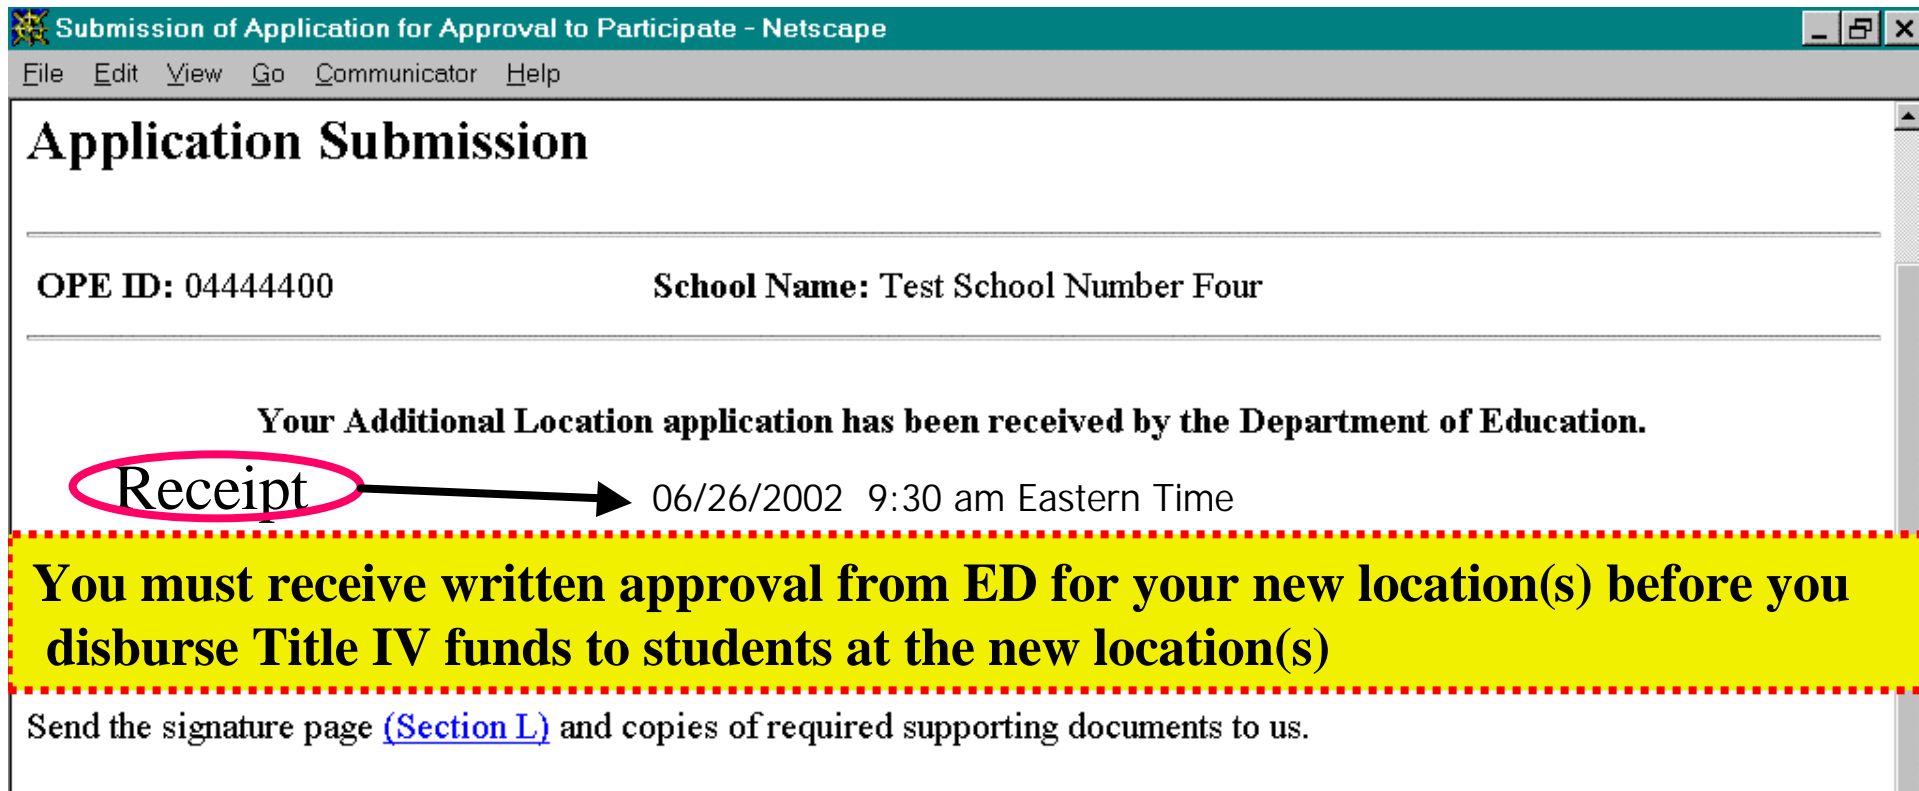 Submission of Application for Approval to Participate - Netscape
File Edit View Go Communicator Help
Application Submission
OPE ID: 04444400 School Name: Test School Number Four
Your Additional Location application has been received by the Department of Education.
Receipt 06/26/2002 9:30 am Eastern Time
You must receive written approval from ED for your new location(s) before you
disburse Title IV funds to students at the new location(s)
Send the signature page (Section L) and copies of required supporting documents to us.